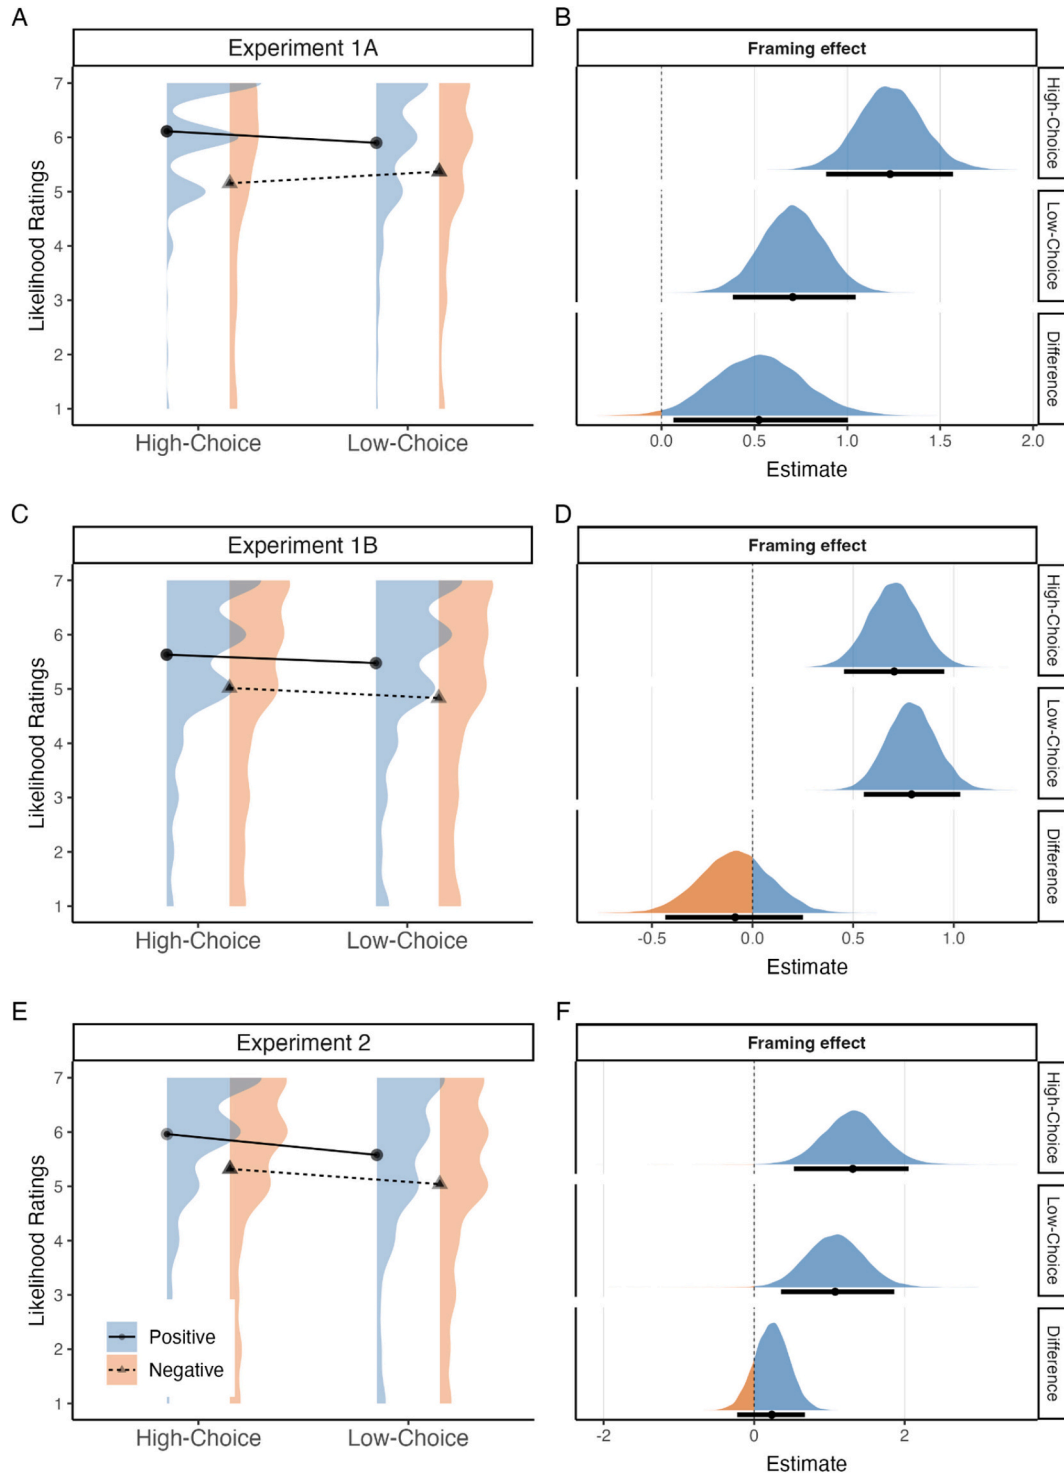 A
Experiment 1A
Likelihood Ratings
7
6
5
4
3
2
1
High-Choice
Low-Choice
B
Framing effect
High-Choice
Low-Choice
Difference
0.0
0.5
1.0
1.5
2.0
Estimate
C
Experiment 1B
Likelihood Ratings
7
6
5
4
3
2
1
High-Choice
Low-Choice
D
Framing effect
High-Choice
Low-Choice
Difference
-0.5
0.0
0.5
1.0
Estimate
E
Experiment 2
Likelihood Ratings
7
6
5
4
3
2
1
Positive
Negative
High-Choice
Low-Choice
F
Framing effect
High-Choice
Low-Choice
Difference
-2
0
2
Estimate